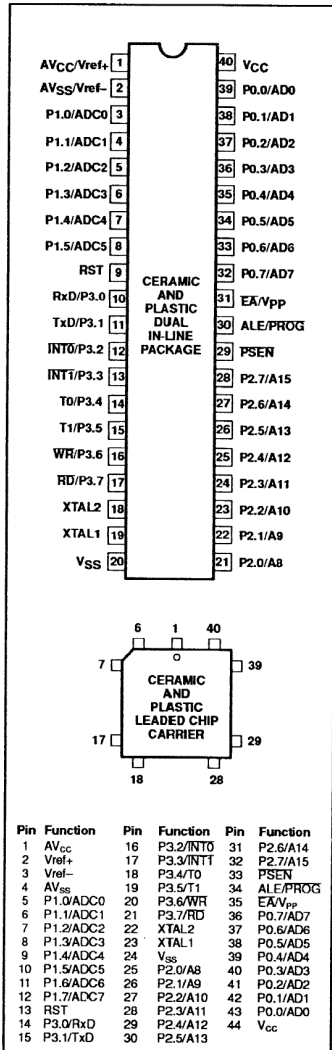 AVCC/Vref+ 1 40 VCC
AVSS/Vref– 2 39 P0.0/AD0
P1.0/ADC0 3 38 P0.1/AD1
P1.1/ADC1 4 37 P0.2/AD2
P1.2/ADC2 5 36 P0.3/AD3
P1.3/ADC3 6 35 P0.4/AD4
P1.4/ADC4 7 34 P0.5/AD5
P1.5/ADC5 8 33 P0.6/AD6
RST 9 32 P0.7/AD7
RxD/P3.0 10 31 EA/VPP
TxD/P3.1 11 30 ALE/PROG
INT0/P3.2 12 29 PSEN
INT1/P3.3 13 28 P2.7/A15
T0/P3.4 14 27 P2.6/A14
T1/P3.5 15 26 P2.5/A13
WR/P3.6 16 25 P2.4/A12
RD/P3.7 17 24 P2.3/A11
XTAL2 18 23 P2.2/A10
XTAL1 19 22 P2.1/A9
VSS 20 21 P2.0/A8
CERAMIC
AND
PLASTIC
DUAL
IN-LINE
PACKAGE
6 1 40
7 39
CERAMIC
AND
PLASTIC
LEADED CHIP
CARRIER
17 29
18 28
Pin Function Pin Function Pin Function
1 AVCC 16 P3.2/INT0 31 P2.6/A14
2 Vref+ 17 P3.3/INT1 32 P2.7/A15
3 Vref– 18 P3.4/T0 33 PSEN
4 AVSS 19 P3.5/T1 34 ALE/PROG
5 P1.0/ADC0 20 P3.6/WR 35 EA/VPP
6 P1.1/ADC1 21 P3.7/RD 36 P0.7/AD7
7 P1.2/ADC2 22 XTAL2 37 P0.6/AD6
8 P1.3/ADC3 23 XTAL1 38 P0.5/AD5
9 P1.4/ADC4 24 VSS 39 P0.4/AD4
10 P1.5/ADC5 25 P2.0/A8 40 P0.3/AD3
11 P1.6/ADC6 26 P2.1/A9 41 P0.2/AD2
12 P1.7/ADC7 27 P2.2/A10 42 P0.1/AD1
13 RST 28 P2.3/A11 43 P0.0/AD0
14 P3.0/RxD 29 P2.4/A12 44 VCC
15 P3.1/TxD 30 P2.5/A13